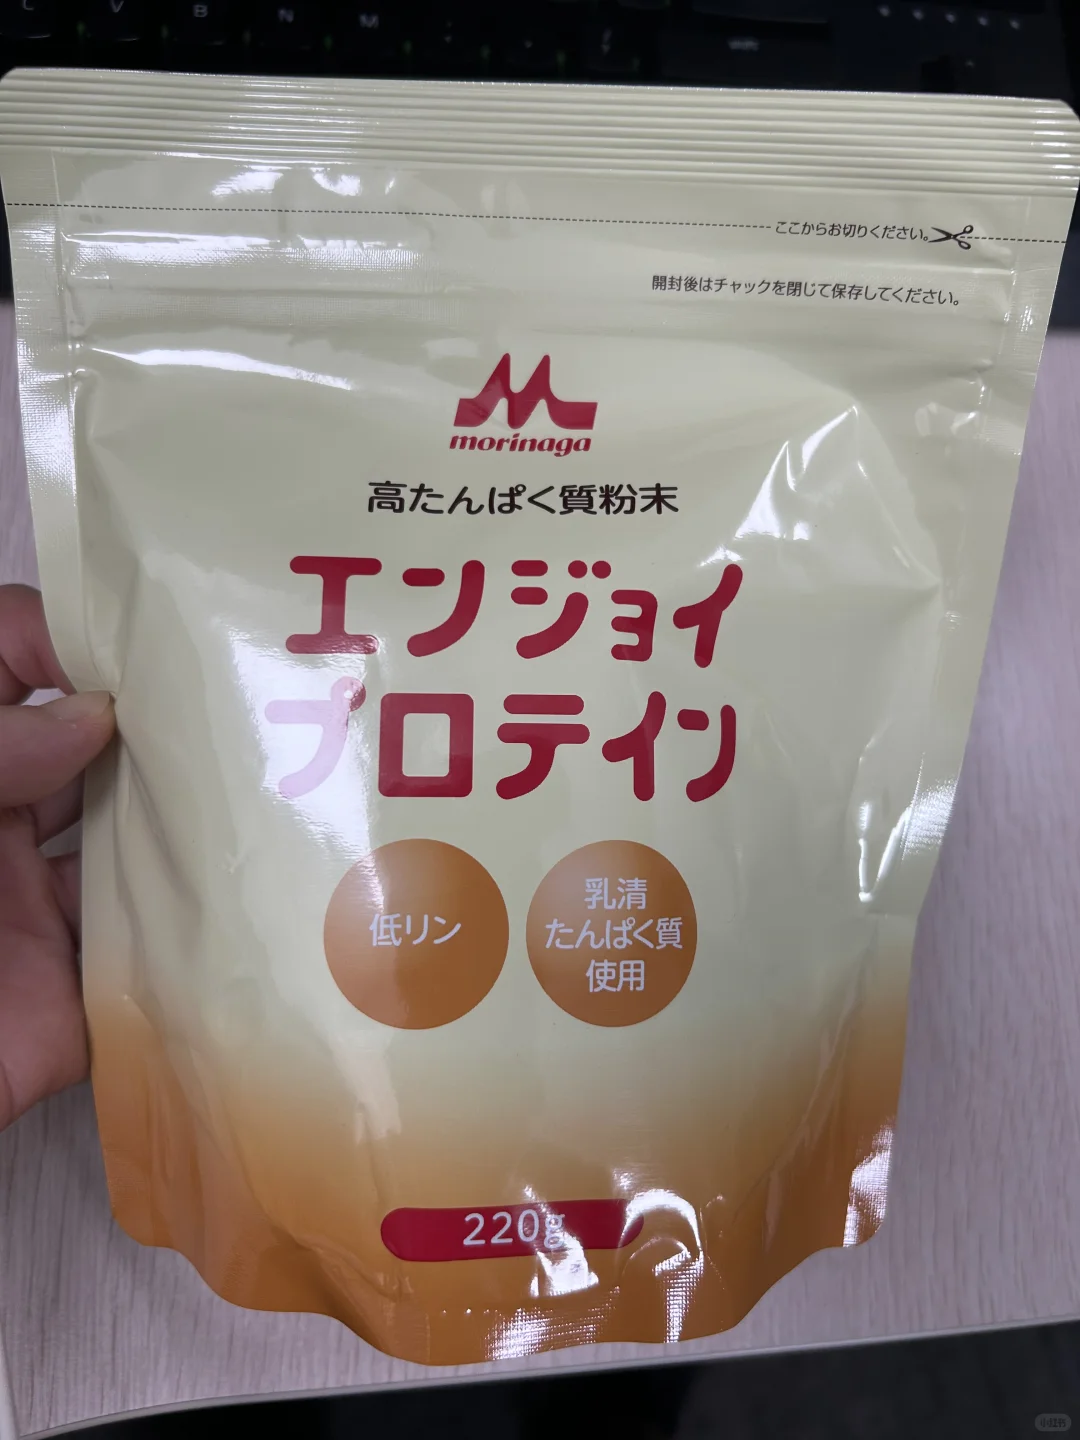 C V B N M
ここからお切りください。
開封後はチャックを閉じて保存してください。
morinaga
高たんぱく質粉末
エンジョイ
プロテイン
低リン
乳清
たんぱく質
使用
220g
小红书